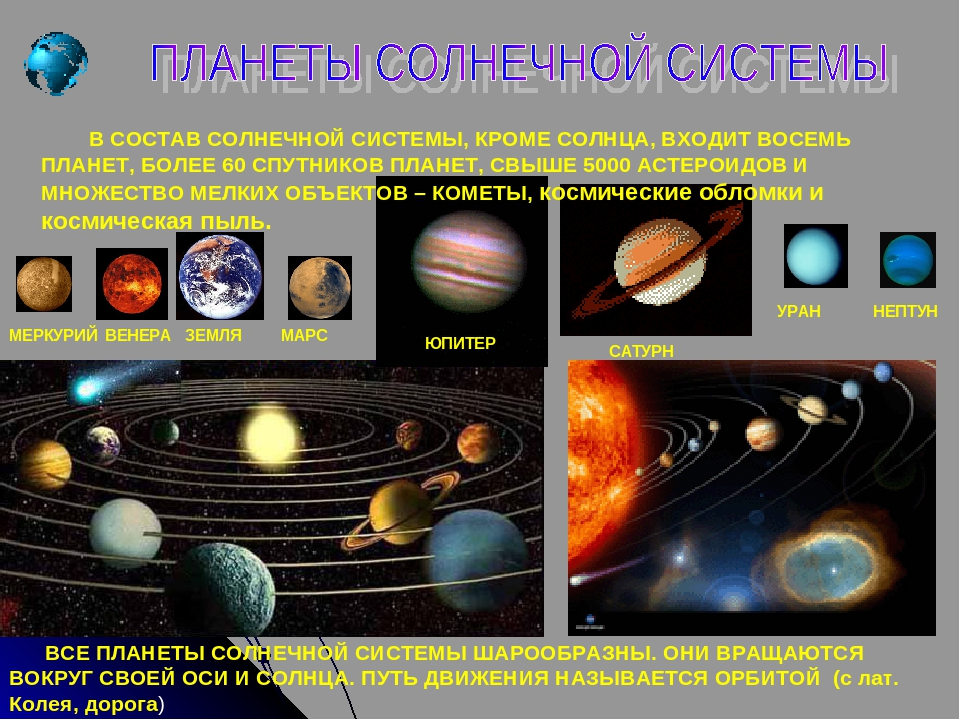 ПЛАНЕТЫ СОЛНЕЧНОЙ СИСТЕМЫ
В СОСТАВ СОЛНЕЧНОЙ СИСТЕМЫ, КРОМЕ СОЛНЦА, ВХОДИТ ВОСЕМЬ
ПЛАНЕТ, БОЛЕЕ 60 СПУТНИКОВ ПЛАНЕТ, СВЫШЕ 5000 АСТЕРОИДОВ И
МНОЖЕСТВО МЕЛКИХ ОБЪЕКТОВ – КОМЕТЫ, космические обломки и
космическая пыль.
МЕРКУРИЙ ВЕНЕРА ЗЕМЛЯ МАРС ЮПИТЕР САТУРН УРАН НЕПТУН
ВСЕ ПЛАНЕТЫ СОЛНЕЧНОЙ СИСТЕМЫ ШАРООБРАЗНЫ. ОНИ ВРАЩАЮТСЯ
ВОКРУГ СВОЕЙ ОСИ И СОЛНЦА. ПУТЬ ДВИЖЕНИЯ НАЗЫВАЕТСЯ ОРБИТОЙ (с лат.
Колея, дорога)